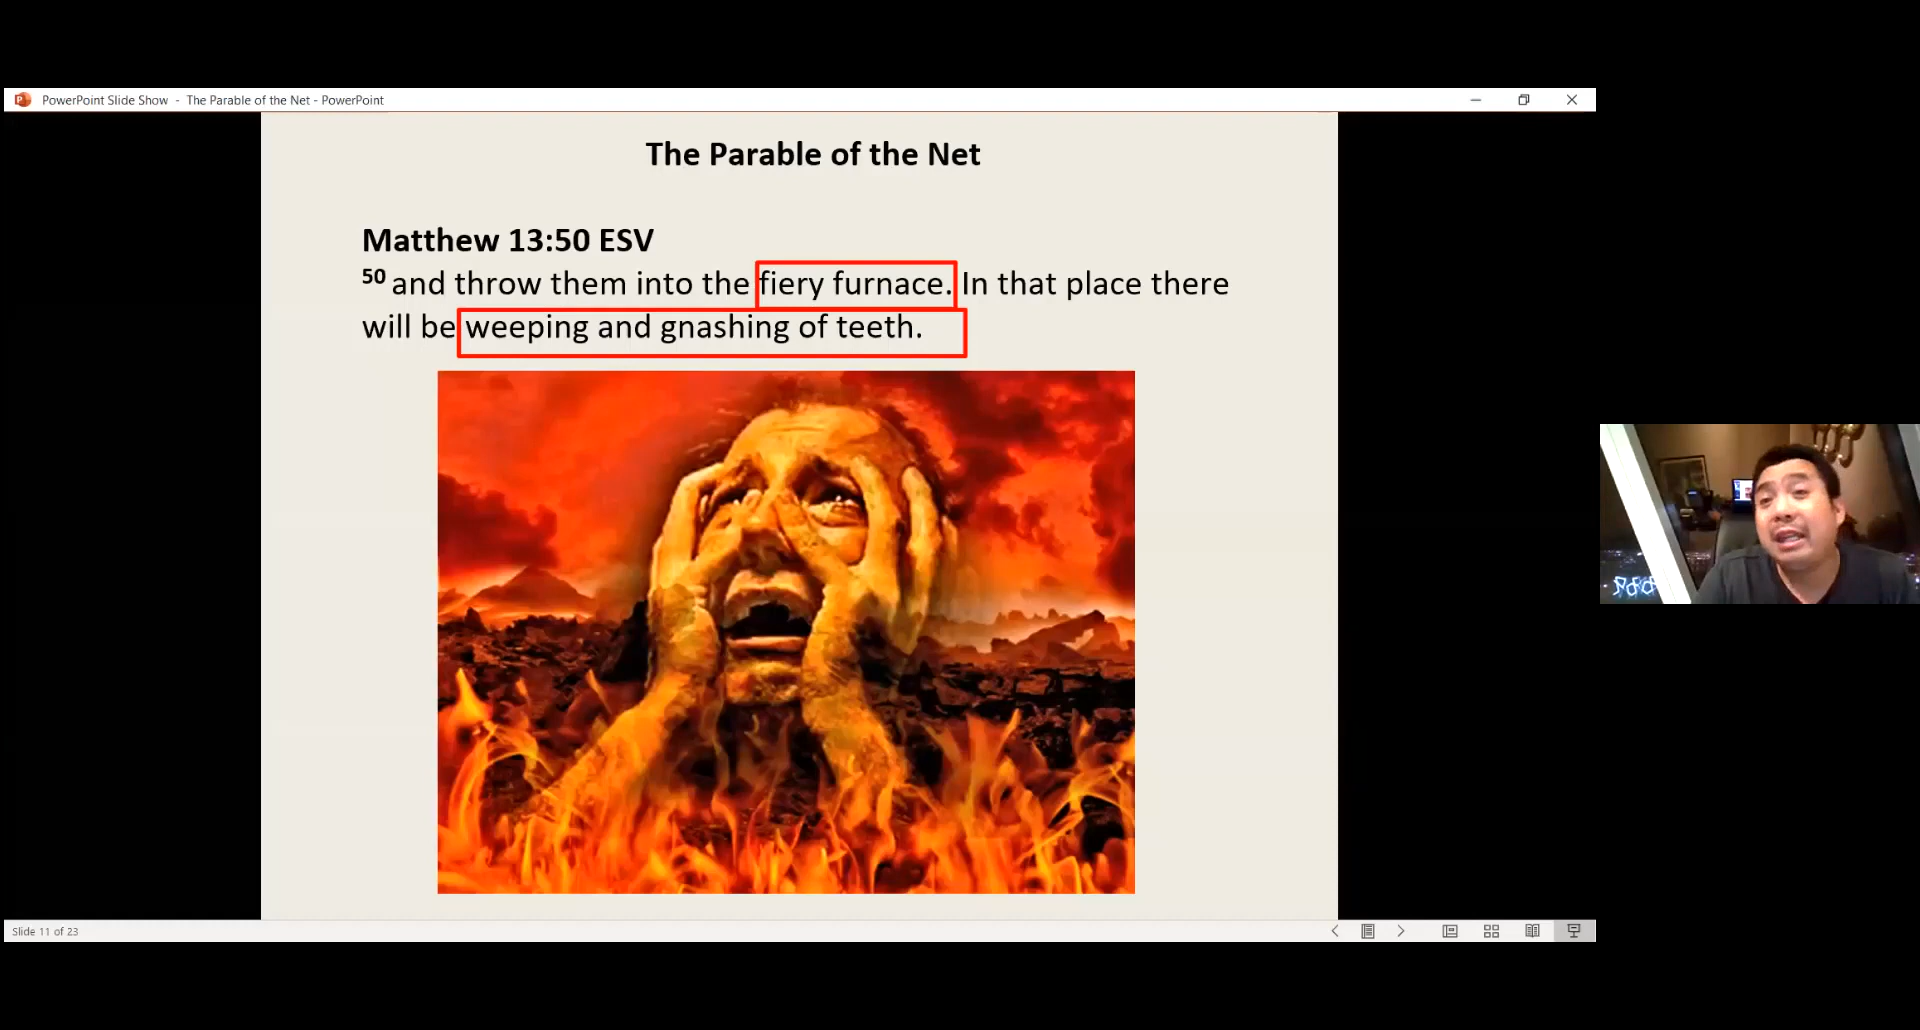 PowerPoint Slide Show - The Parable of the Net - PowerPoint
The Parable of the Net
Matthew 13:50 ESV
50 and throw them into the fiery furnace. In that place there
will be weeping and gnashing of teeth.
Slide 11 of 23